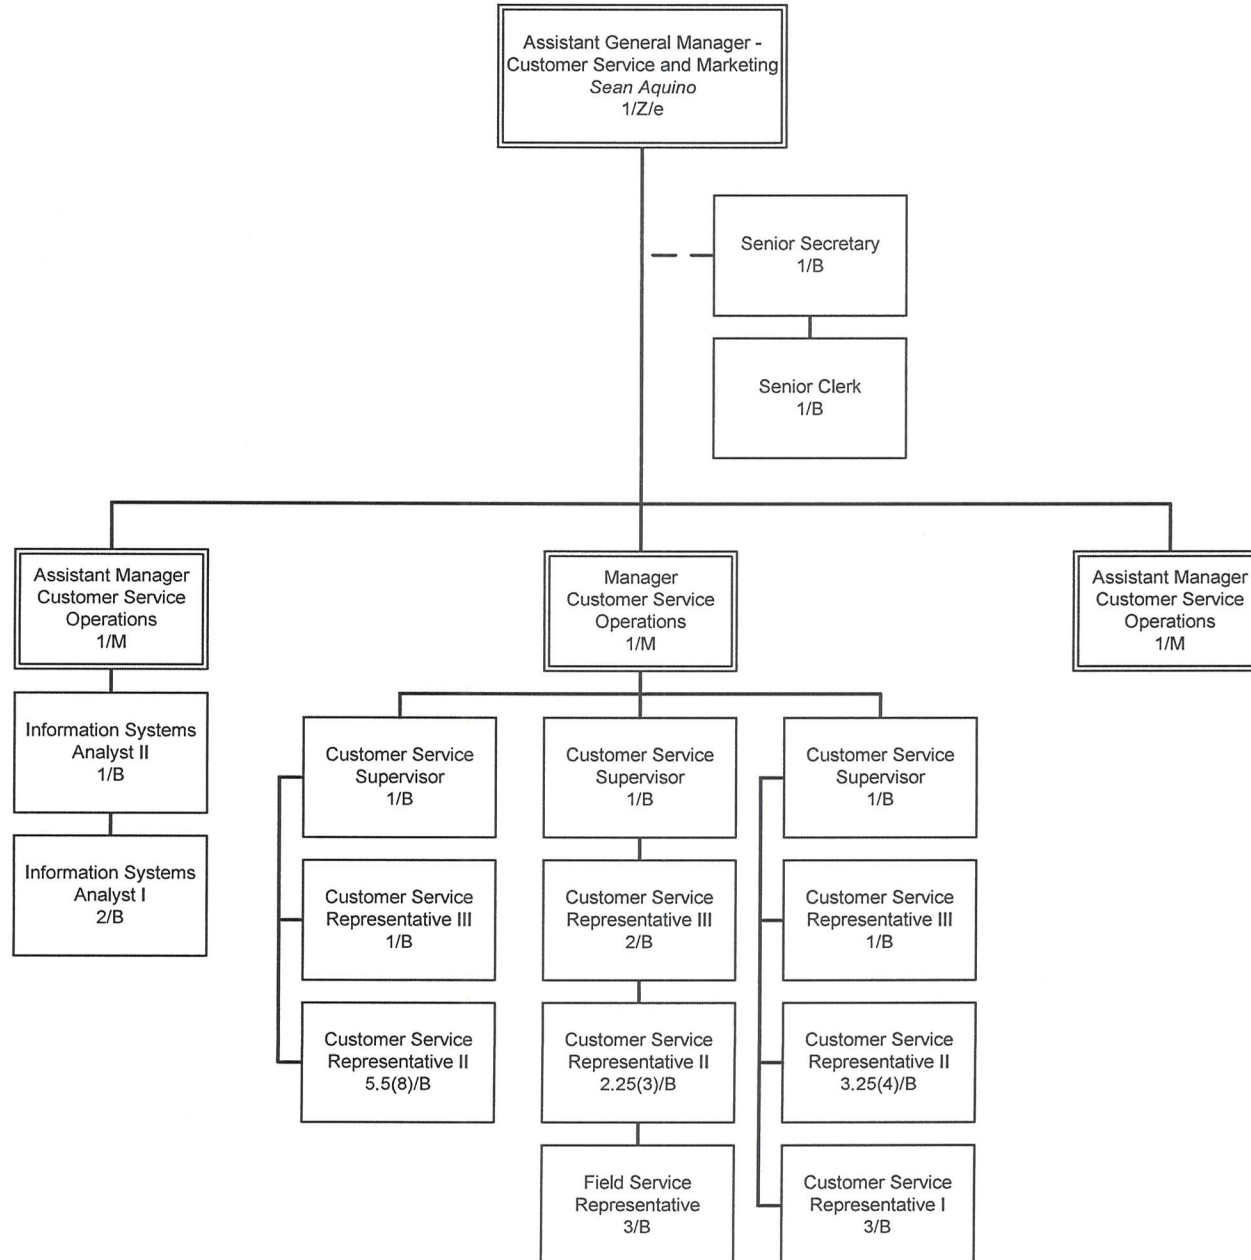 Assistant General Manager -
Customer Service and Marketing
Sean Aquino
1/Z/e
Senior Secretary
1/B
Senior Clerk
1/B
Assistant Manager
Customer Service
Operations
1/M
Manager
Customer Service
Operations
1/M
Assistant Manager
Customer Service
Operations
1/M
Information Systems
Analyst II
1/B
Information Systems
Analyst I
2/B
Customer Service
Supervisor
1/B
Customer Service
Representative III
1/B
Customer Service
Representative II
5.5(8)/B
Customer Service
Supervisor
1/B
Customer Service
Representative III
2/B
Customer Service
Representative II
2.25(3)/B
Field Service
Representative
3/B
Customer Service
Supervisor
1/B
Customer Service
Representative III
1/B
Customer Service
Representative II
3.25(4)/B
Customer Service
Representative I
3/B